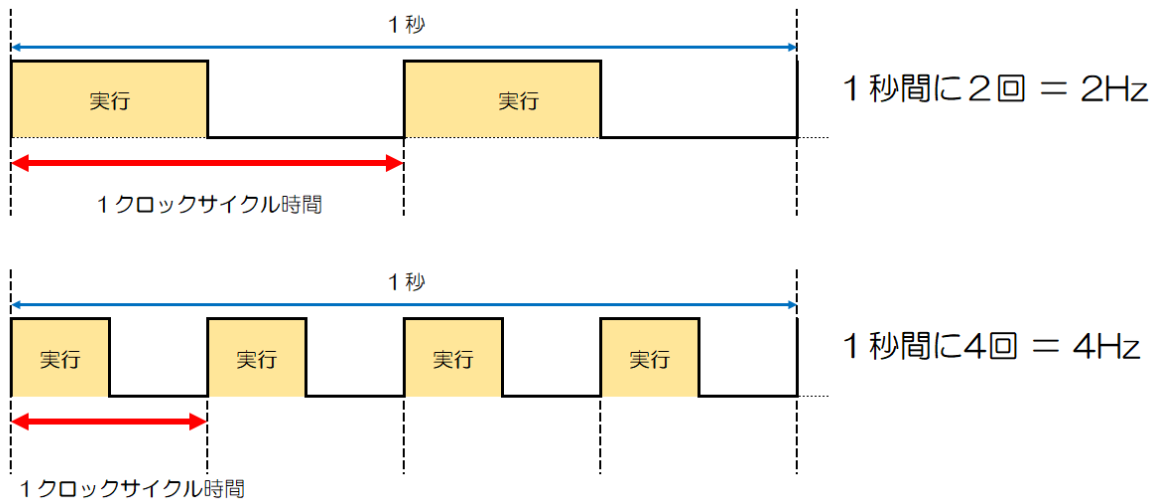 1秒
実行
実行
1秒間に2回 = 2Hz
1クロックサイクル時間
1秒
実行
実行
実行
実行
1秒間に4回 = 4Hz
1クロックサイクル時間